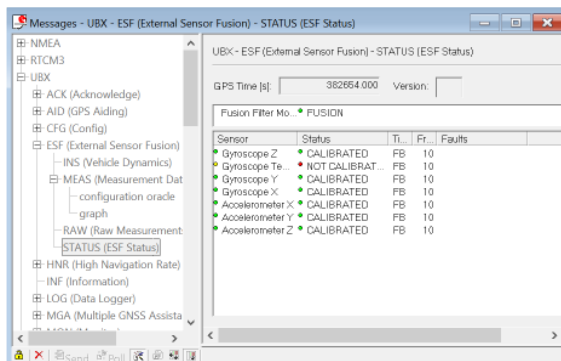 Messages - UBX - ESF (External Sensor Fusion) - STATUS (ESF Status)
NMEA
RTCM3
UBX
ACK (Acknowledge)
AID (GPS Aiding)
CFG (Config)
ESF (External Sensor Fusion)
INS (Vehicle Dynamics)
MEAS (Measurement Dat
configuration oracle
graph
RAW (Raw Measurements
STATUS (ESF Status)
HNR (High Navigation Rate)
INF (Information)
LOG (Data Logger)
MGA (Multiple GNSS Assista
UBX - ESF (External Sensor Fusion) - STATUS (ESF Status)
GPS Time [s]: 382654.000 Version:
Fusion Filter Mo... FUSION
Sensor Status Ti... Fr... Faults
Gyroscope Z CALIBRATED FB 10
Gyroscope Te... NOT CALIBRAT... FB 10
Gyroscope Y CALIBRATED FB 10
Gyroscope X CALIBRATED FB 10
Accelerometer X CALIBRATED FB 10
Accelerometer Y CALIBRATED FB 10
Accelerometer Z CALIBRATED FB 10
Send Poll